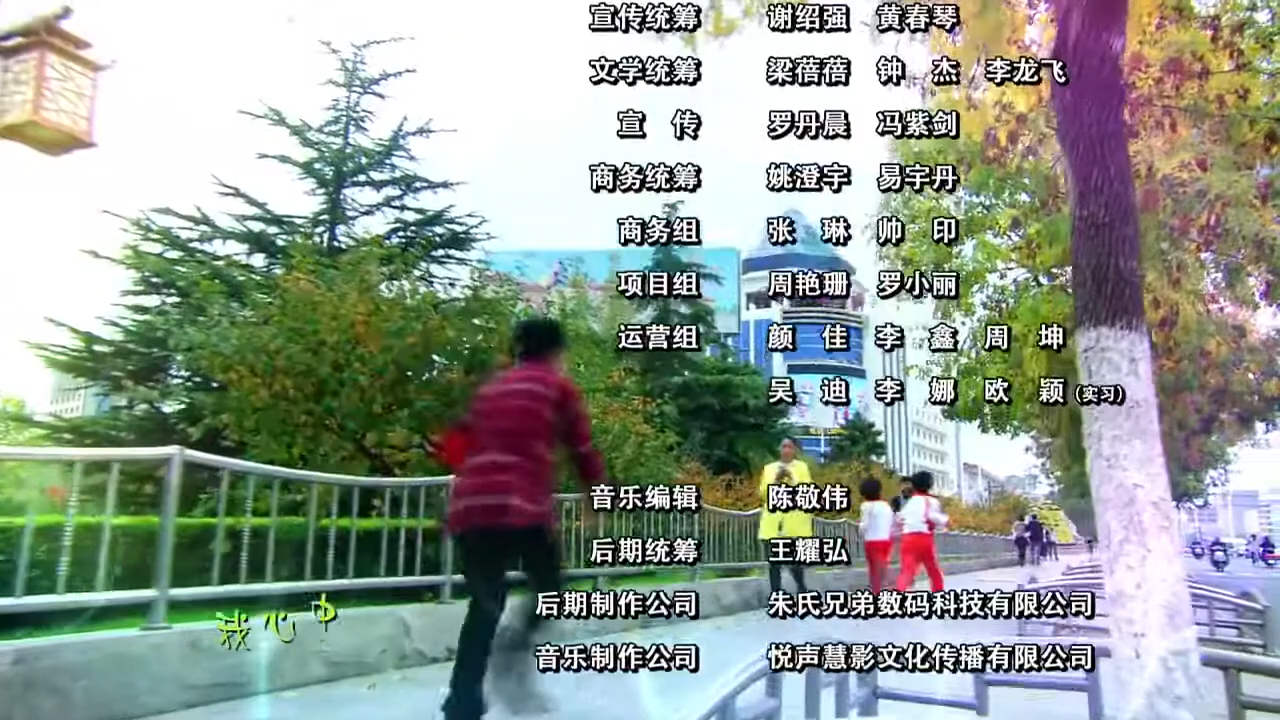 宣传统筹 谢绍强 黄春琴
文学统筹 梁蓓蓓 钟 杰 李龙飞
宣 传 罗丹晨 冯紫剑
商务统筹 姚澄宇 易宇丹
商务组 张 琳 帅 印
项目组 周艳珊 罗小丽
运营组 颜 佳 李 鑫 周 坤
吴 迪 李 娜 欧 颖（实习）
音乐编辑 陈敬伟
后期统筹 王耀弘
后期制作公司 朱氏兄弟数码科技有限公司
我心中
音乐制作公司 悦声慧影文化传播有限公司